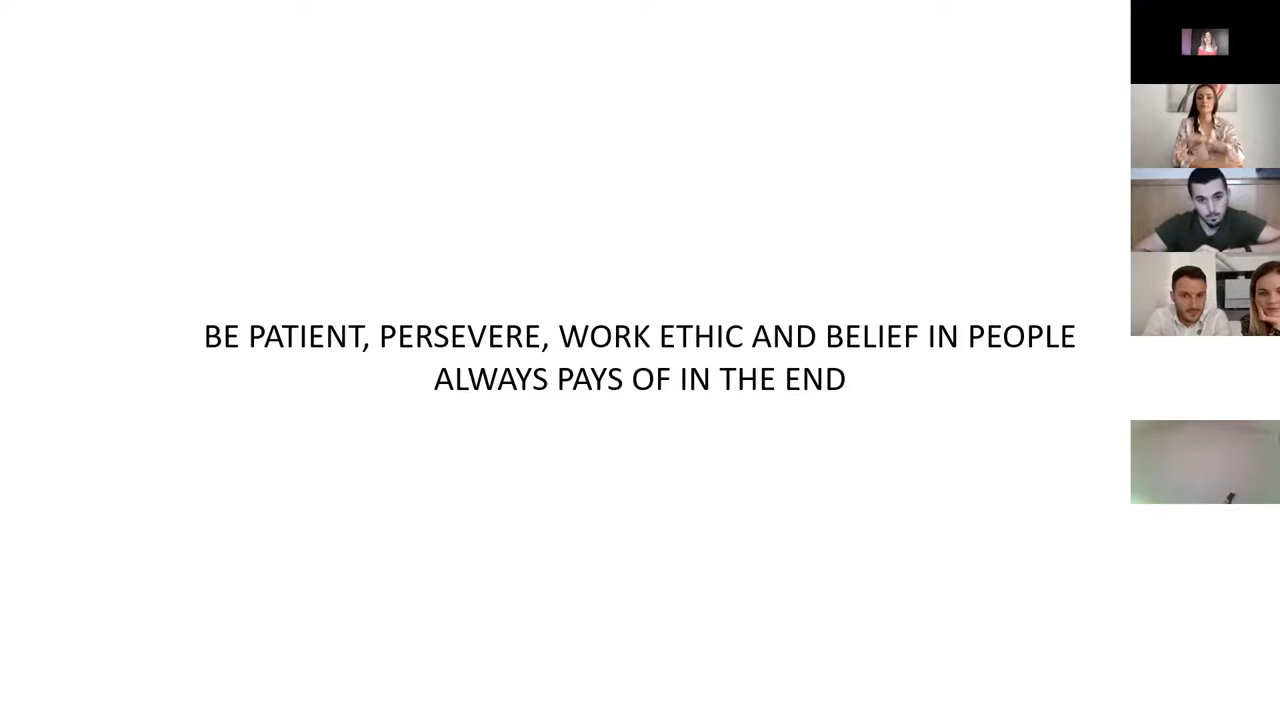 BE PATIENT, PERSEVERE, WORK ETHIC AND BELIEF IN PEOPLE
ALWAYS PAYS OF IN THE END